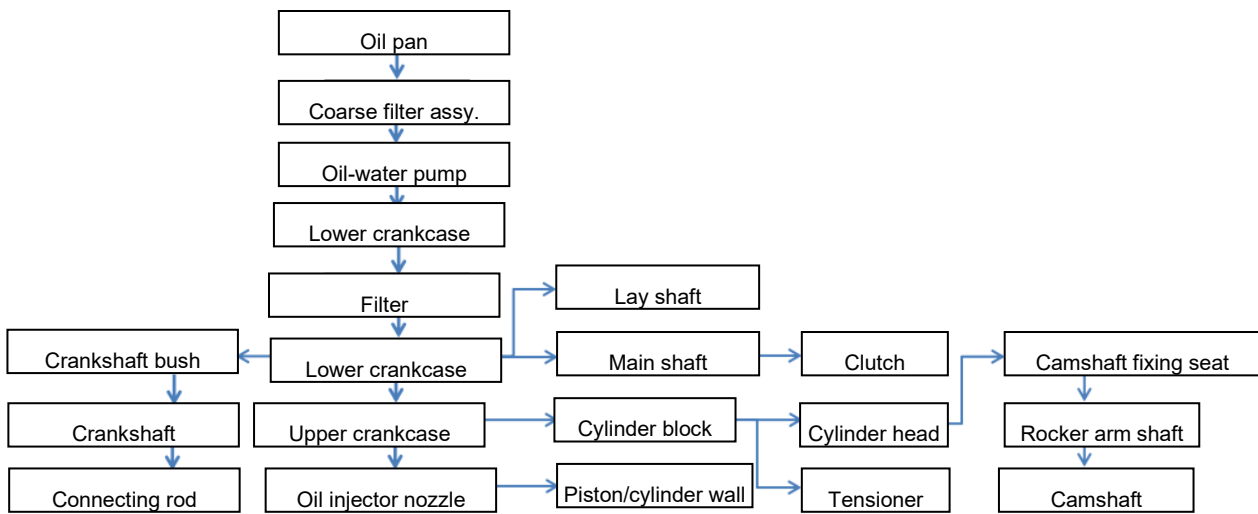 Oil pan
Coarse filter assy.
Oil-water pump
Lower crankcase
Filter
Lay shaft
Crankshaft bush
Lower crankcase
Main shaft
Clutch
Camshaft fixing seat
Crankshaft
Upper crankcase
Cylinder block
Cylinder head
Rocker arm shaft
Connecting rod
Oil injector nozzle
Piston/cylinder wall
Tensioner
Camshaft